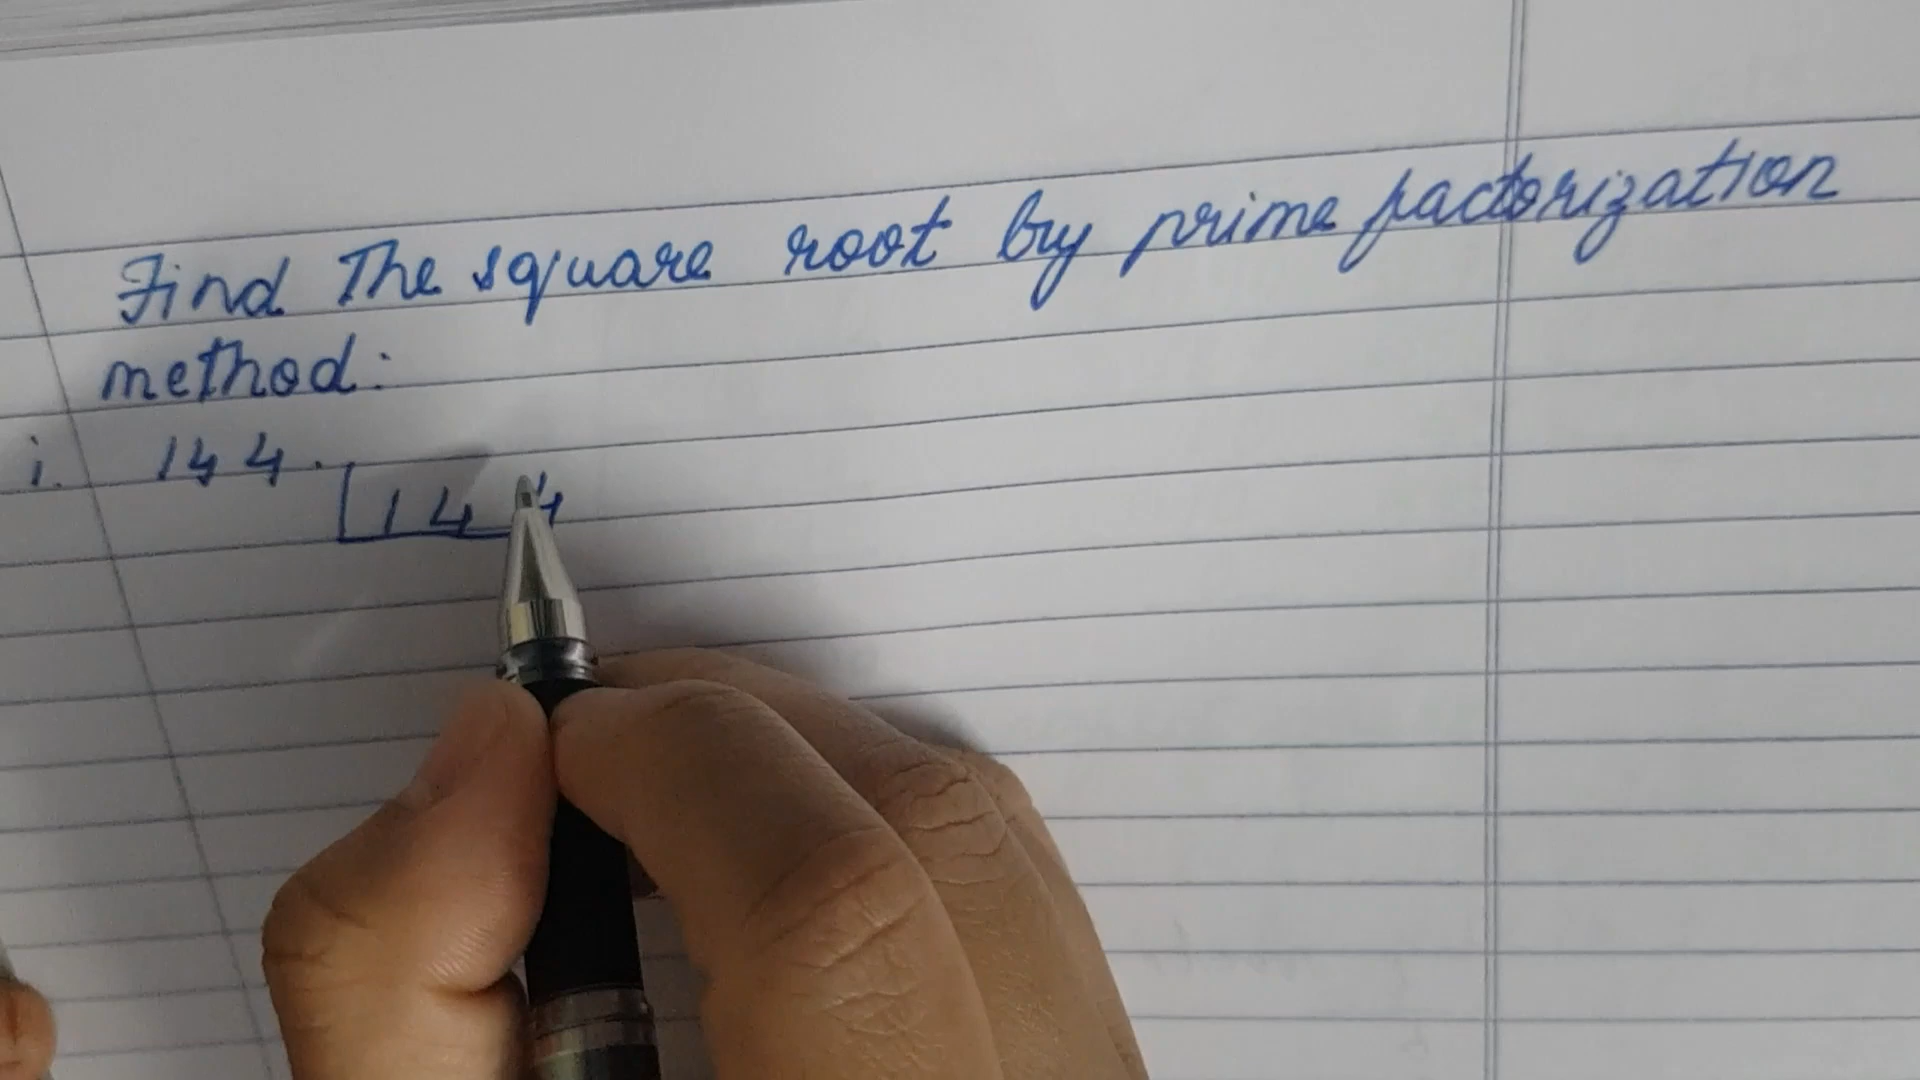 Find The square root by prime factorization
method:
i. 144.
144